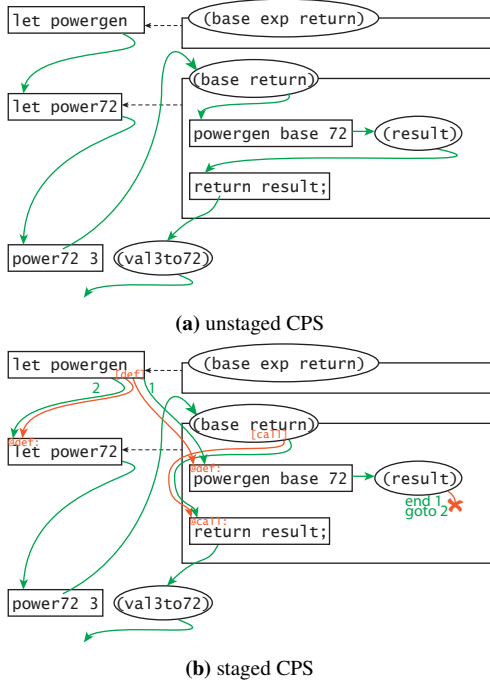 let powergen
(base exp return)
(base return)
let power72
powergen base 72
(result)
return result;
power72 3
(val3to72)
(a) unstaged CPS
let powergen
(base exp return)
[def]
2
1
(base return)
[call]
@def:
let power72
@def:
powergen base 72
(result)
end 1
goto 2
@call:
return result;
power72 3
(val3to72)
(b) staged CPS